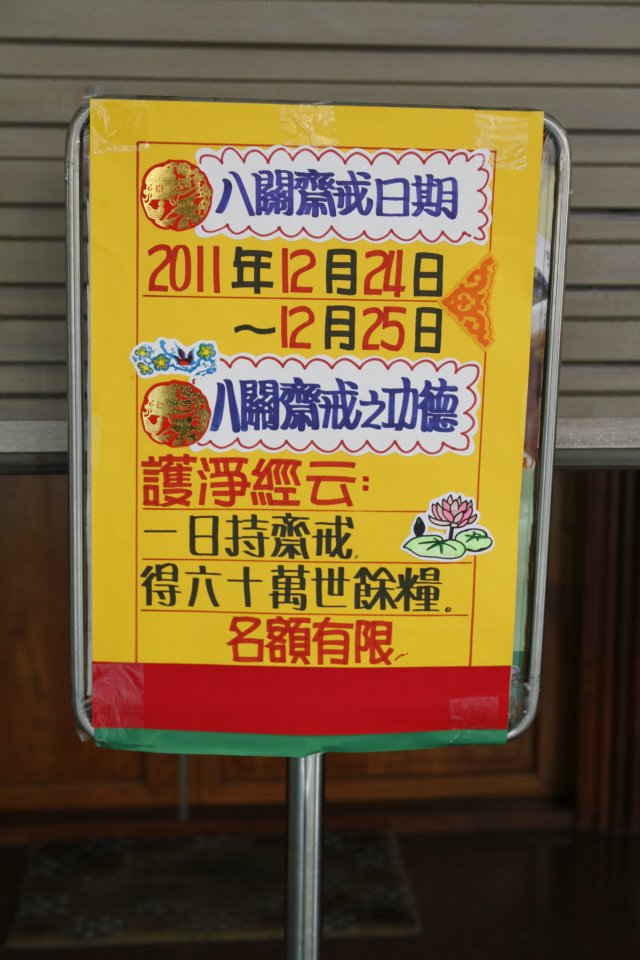 八關齋戒日期
2011年12月24日
～12月25日
八關齋戒之功德
護淨經云：
一日持齋戒，
得六十萬世餘糧。
名額有限